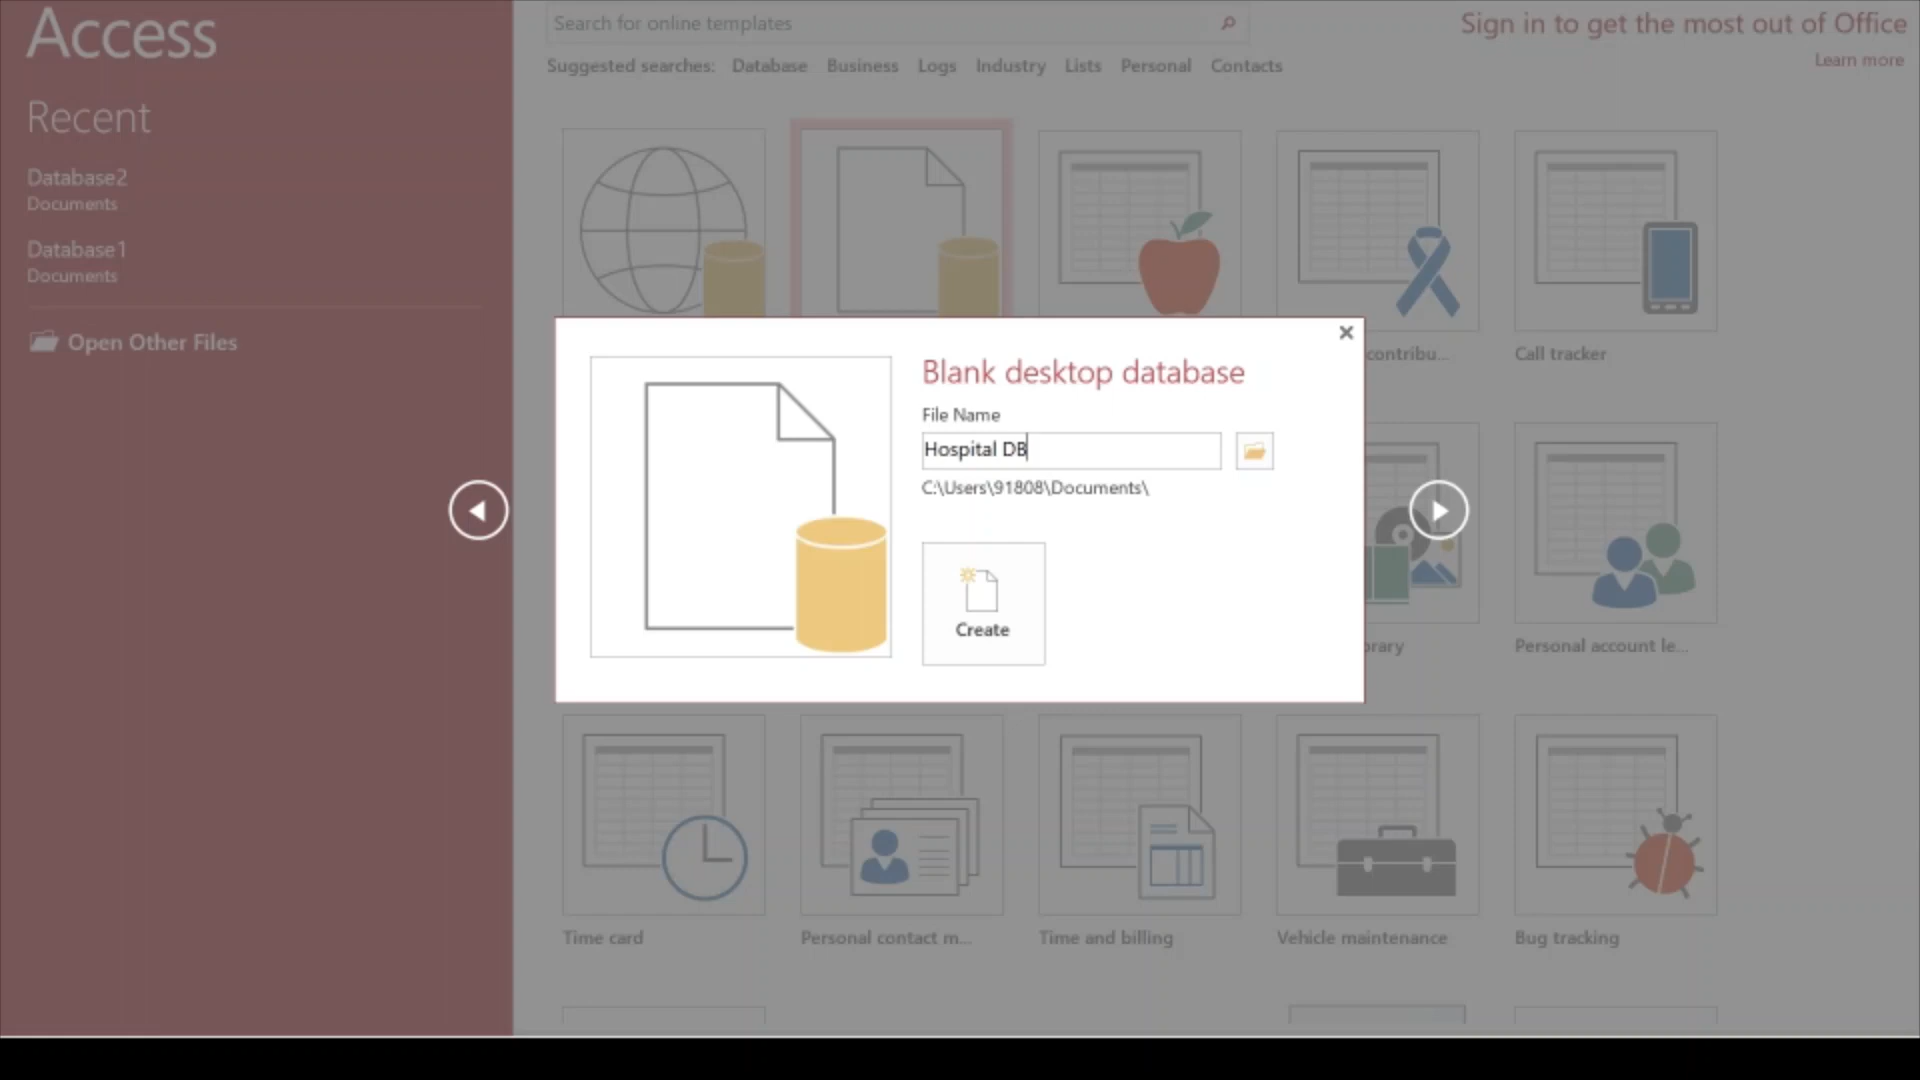 Access
Recent
Database2
Documents
Database1
Documents
Open Other Files
Search for online templates
Suggested searches: Database Business Logs Industry Lists Personal Contacts
Sign in to get the most out of Office
Learn more
contribu...
Call tracker
Blank desktop database
File Name
Hospital DB
C:\Users\91808\Documents\
Create
Personal account le...
Time card
Personal contact m...
Time and billing
Vehicle maintenance
Bug tracking